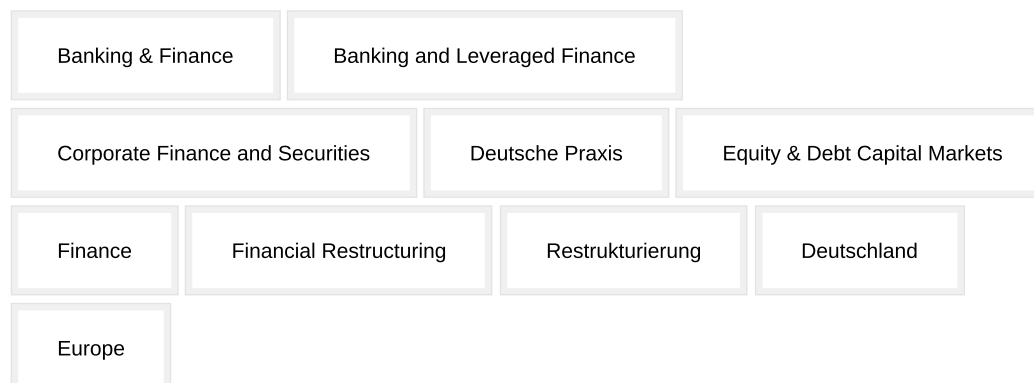 Banking & Finance Banking and Leveraged Finance
Corporate Finance and Securities Deutsche Praxis Equity & Debt Capital Markets
Finance Financial Restructuring Restrukturierung Deutschland
Europe